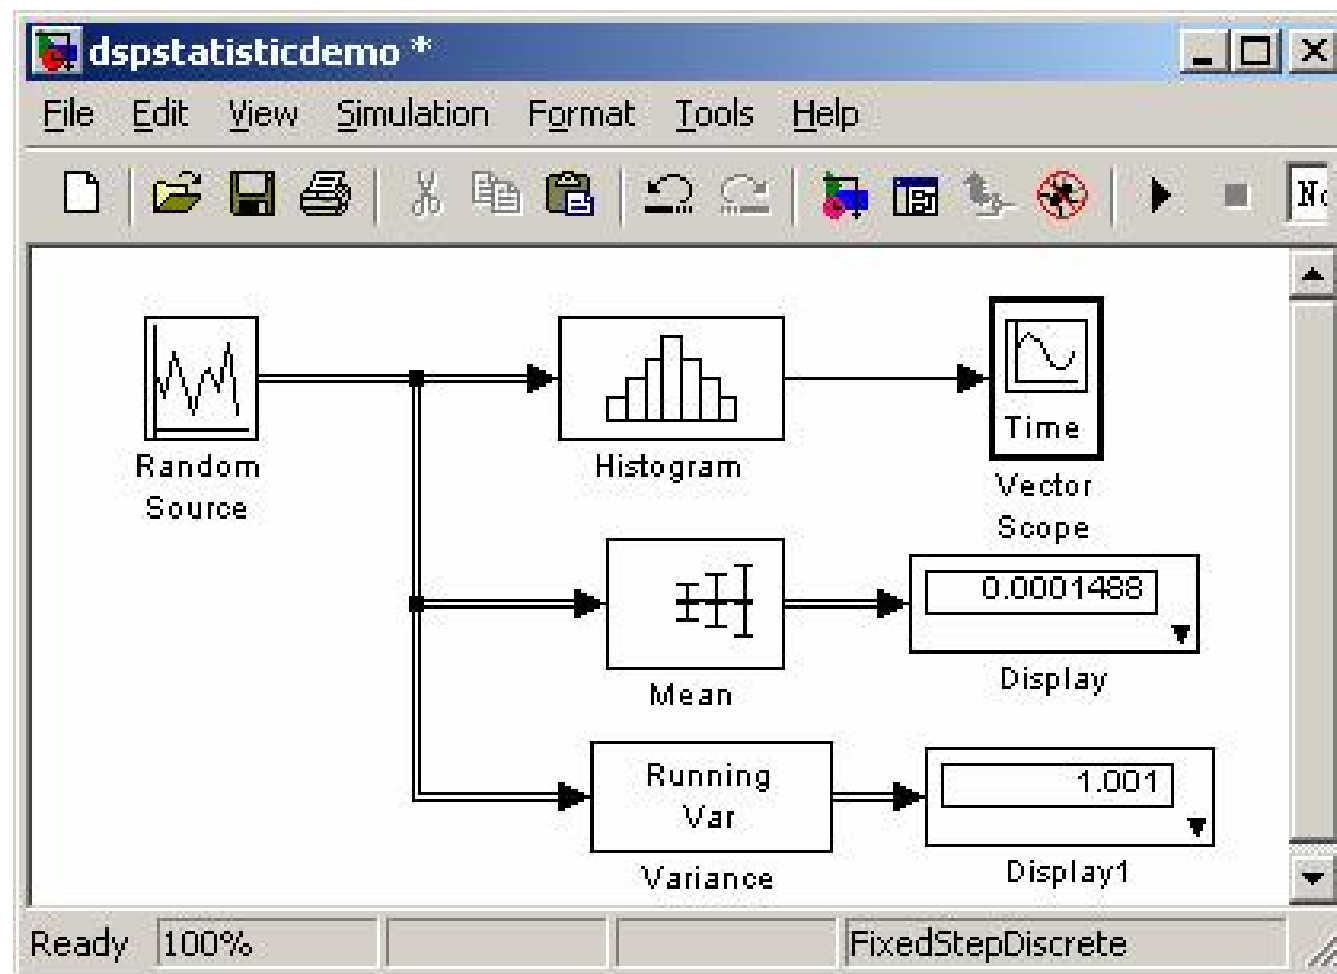 dspstatisticdemo *
File Edit View Simulation Format Tools Help
Time
Random
Source
Histogram
Vector
Scope
0.0001488
Mean
Display
Running
Var
1.001
Variance
Display1
Ready 100% FixedStepDiscrete